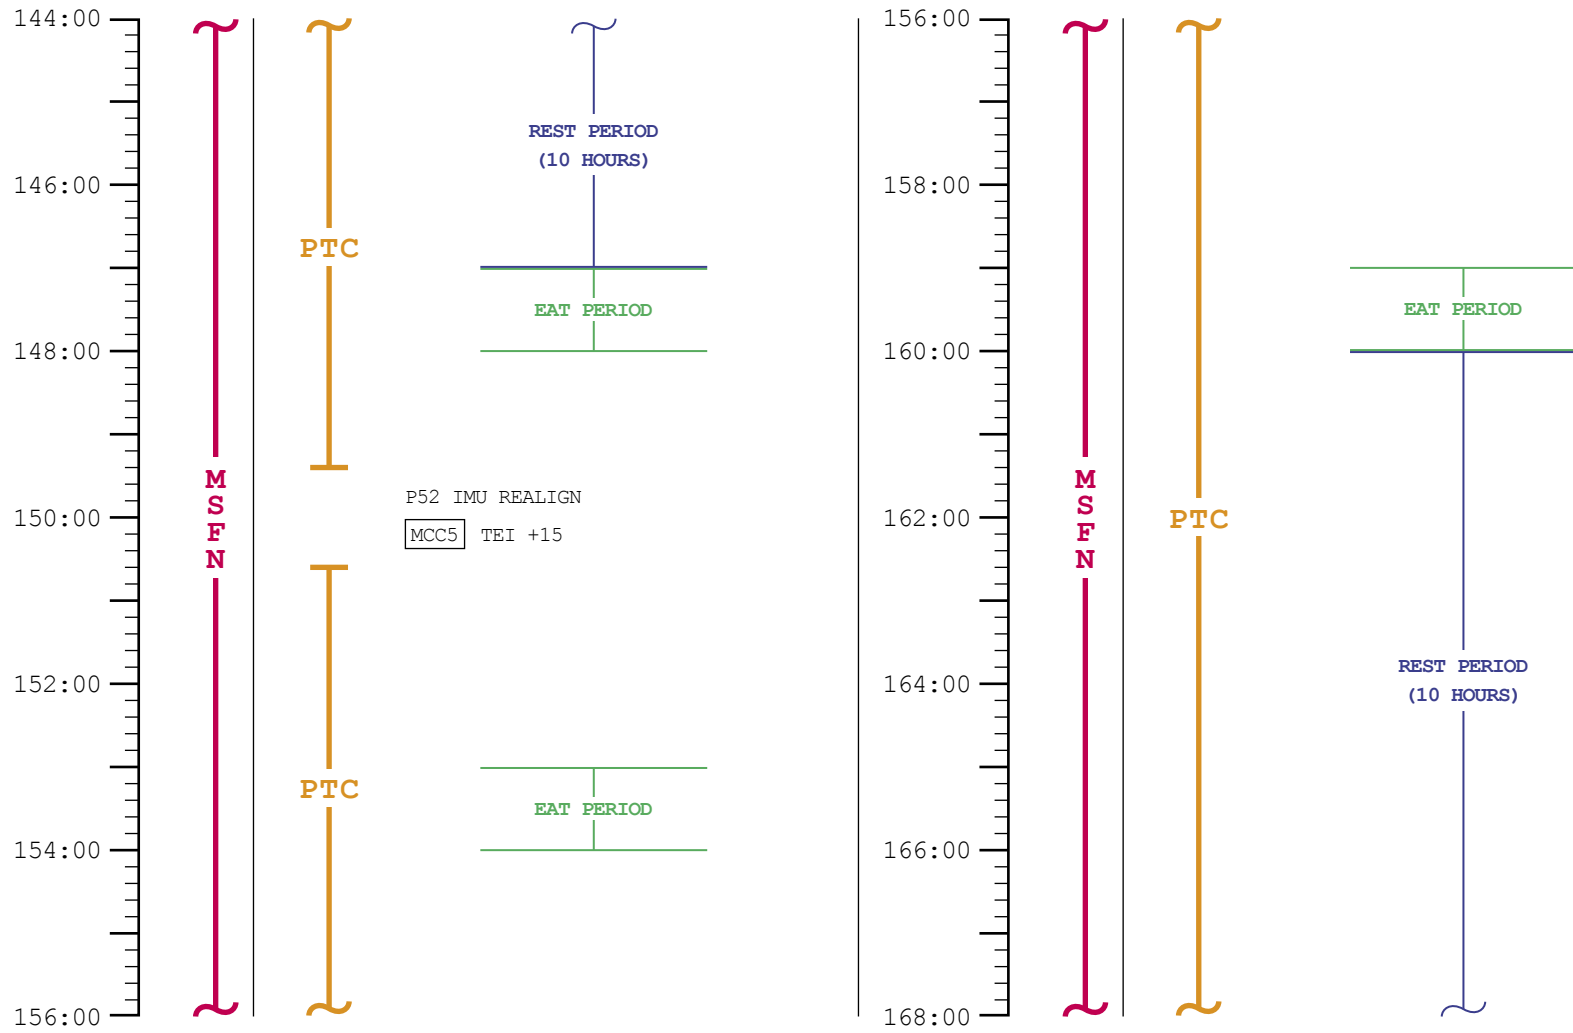 144:00
146:00
148:00
150:00
152:00
154:00
156:00
MSFN
PTC
PTC
REST PERIOD
(10 HOURS)
EAT PERIOD
P52 IMU REALIGN
MCC5 TEI +15
EAT PERIOD
156:00
158:00
160:00
162:00
164:00
166:00
168:00
MSFN
PTC
EAT PERIOD
REST PERIOD
(10 HOURS)